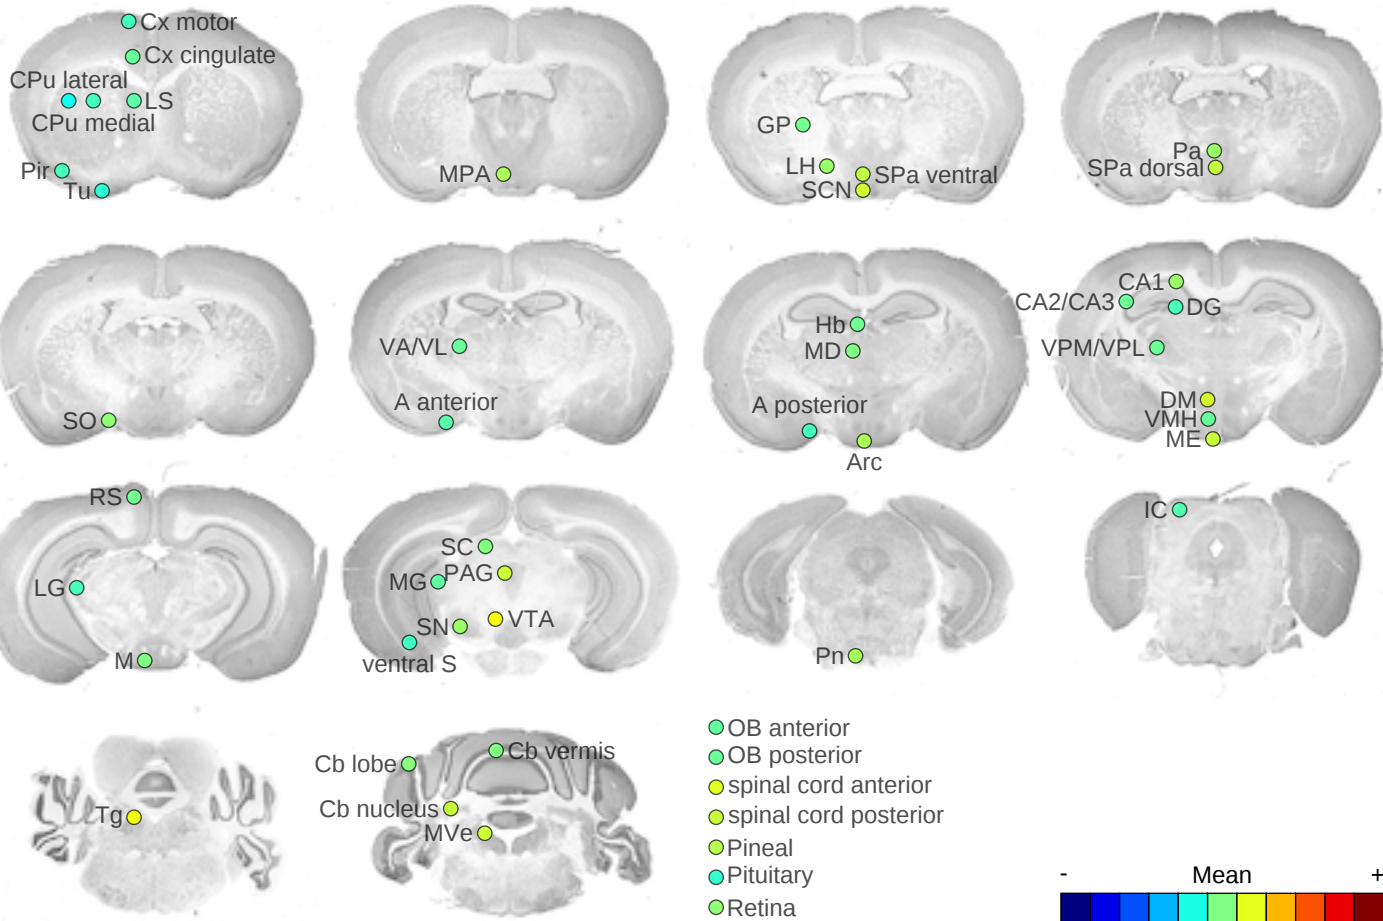 Cx motor
Cx cingulate
CPu lateral
LS
CPu medial
Pir
Tu
MPA
GP
LH
SPa ventral
SCN
Pa
SPa dorsal
SO
VA/VL
A anterior
Hb
MD
A posterior
Arc
CA1
CA2/CA3
DG
VPM/VPL
DM
VMH
ME
RS
LG
M
SC
MG
PAG
SN
VTA
ventral S
Pn
IC
Tg
Cb lobe
Cb vermis
Cb nucleus
MVe
OB anterior
OB posterior
spinal cord anterior
spinal cord posterior
Pineal
Pituitary
Retina
- Mean +